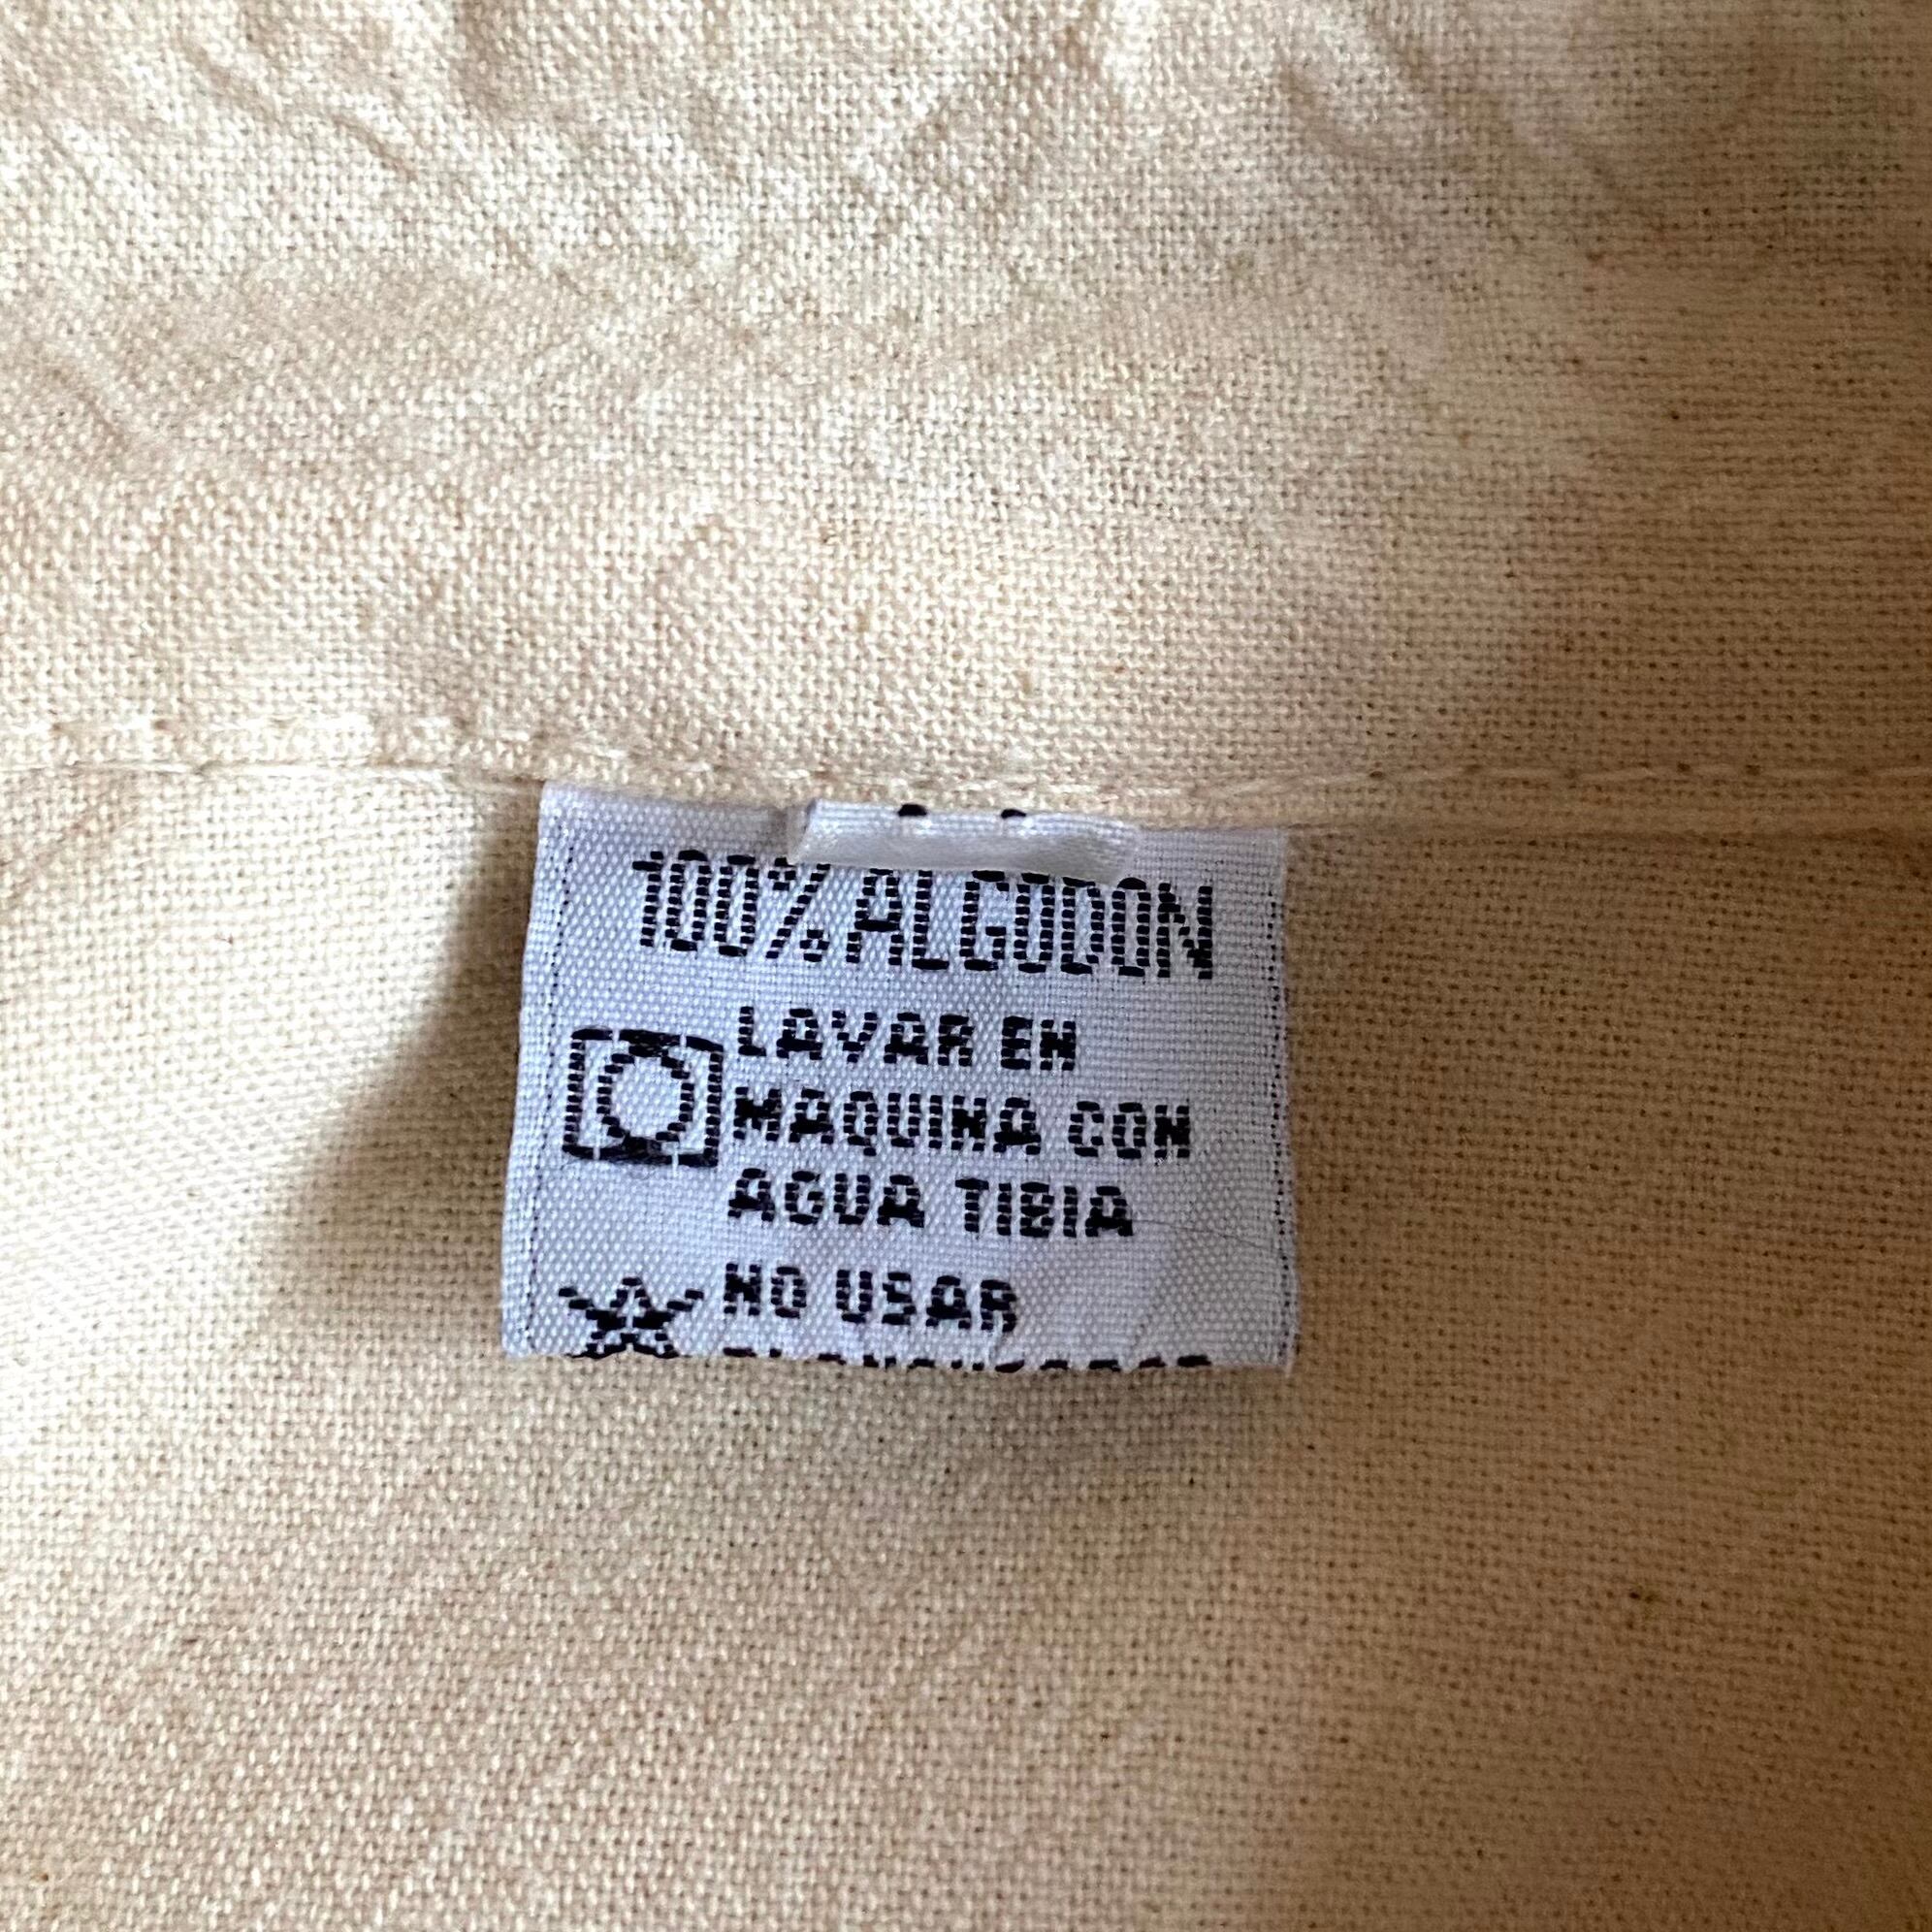 100% ALGODON
LAVAR EN
MAQUINA CON
AGUA TIBIA
NO USAR